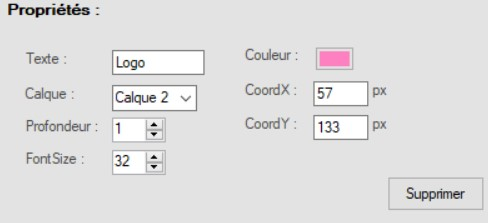 Propriétés :
Texte : Logo
Couleur :
Calque : Calque 2
CoordX : 57 px
Profondeur : 1
CoordY : 133 px
FontSize : 32
Supprimer